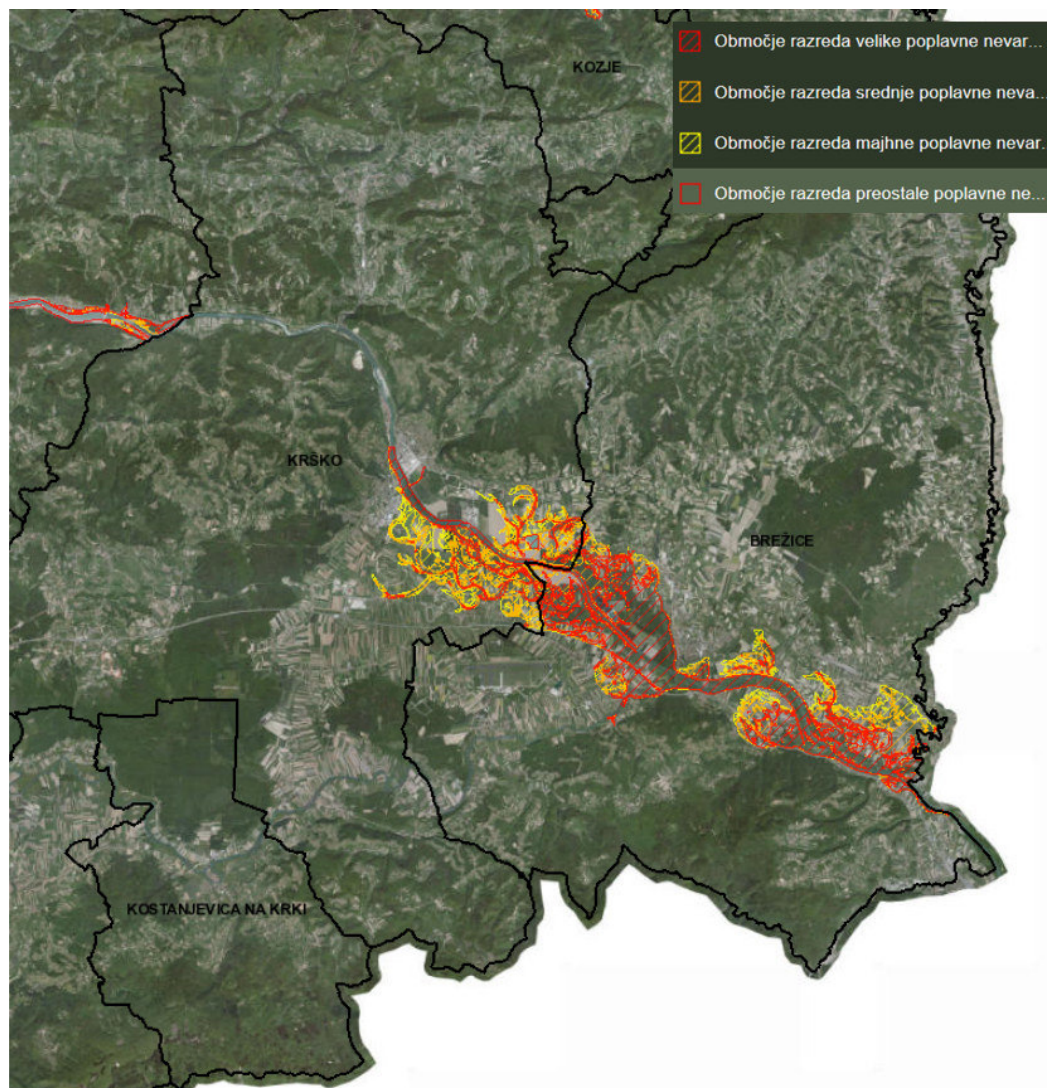 Območje razreda velike poplavne nevar...
KOZJE
Območje razreda srednje poplavne neva...
Območje razreda majhne poplavne nevar.
Območje razreda preostale poplavne ne...
KRŠKO
BREŽICE
KOSTANJEVICA NA KRKI